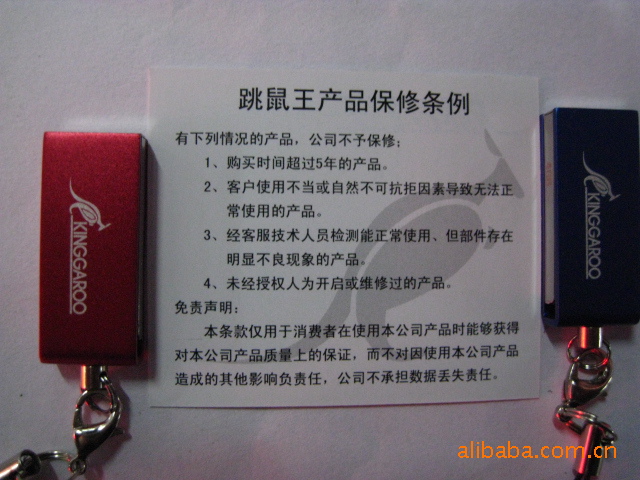 跳鼠王产品保修条例
有下列情况的产品，公司不予保修：
1、购买时间超过5年的产品。
2、客户使用不当或自然不可抗拒因素导致无法正
常使用的产品。
3、经客服技术人员检测能正常使用、但部件存在
明显不良现象的产品。
4、未经授权人为开启或维修过的产品。
免责声明：
本条款仅用于消费者在使用本公司产品时能够获得
对本公司产品质量上的保证，而不对因使用本公司产品
造成的其他影响负责任，公司不承担数据丢失责任。
KINGGAROO
KINGGAROO
alibaba.com.cn